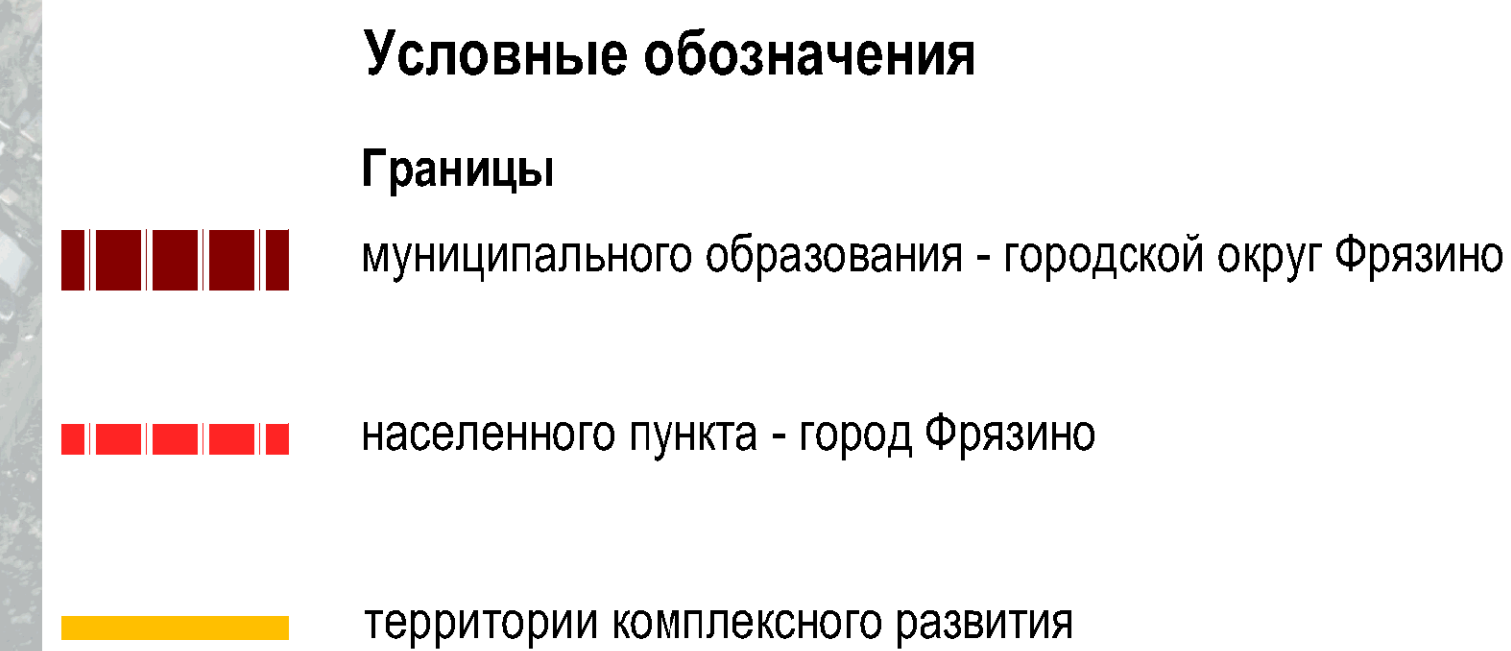 Условные обозначения
Границы
муниципального образования - городской округ Фрязино
населенного пункта - город Фрязино
территории комплексного развития